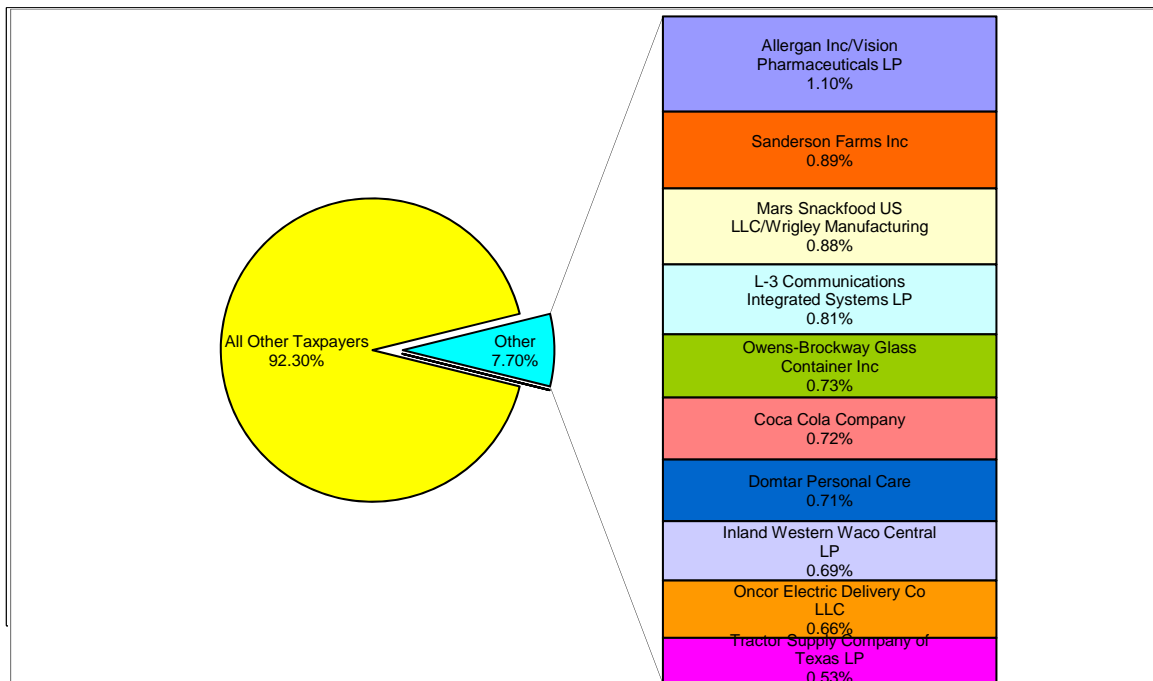 All Other Taxpayers
92.30%
Other
7.70%
Allergan Inc/Vision
Pharmaceuticals LP
1.10%
Sanderson Farms Inc
0.89%
Mars Snackfood US
LLC/Wrigley Manufacturing
0.88%
L-3 Communications
Integrated Systems LP
0.81%
Owens-Brockway Glass
Container Inc
0.73%
Coca Cola Company
0.72%
Domtar Personal Care
0.71%
Inland Western Waco Central
LP
0.69%
Oncor Electric Delivery Co
LLC
0.66%
Tractor Supply Company of
Texas LP
0.53%